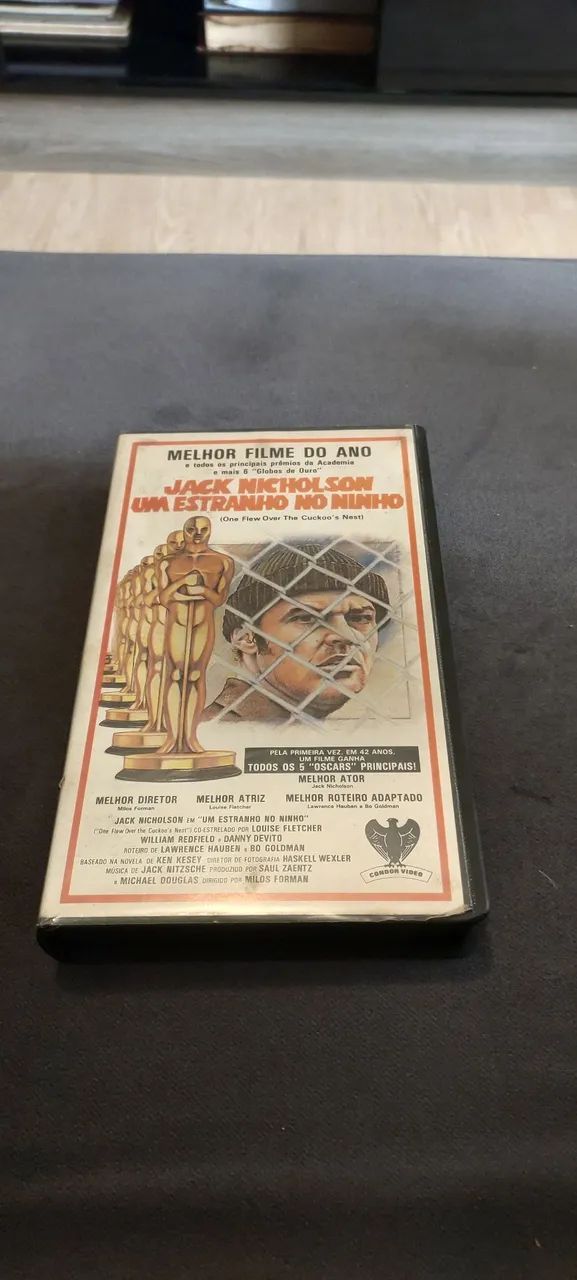 MELHOR FILME DO ANO
e todos os principais prêmios da Academia
e mais 6 "Globos de Ouro"
JACK NICHOLSON
UM ESTRANHO NO NINHO
(One Flew Over The Cuckoo's Nest)
PELA PRIMEIRA VEZ, EM 42 ANOS,
UM FILME GANHA
TODOS OS 5 "OSCARS" PRINCIPAIS!
MELHOR ATOR
Jack Nicholson
MELHOR DIRETOR MELHOR ATRIZ MELHOR ROTEIRO ADAPTADO
Milos Forman Louise Fletcher Lawrence Hauben e Bo Goldman
JACK NICHOLSON EM "UM ESTRANHO NO NINHO"
("One Flew Over the Cuckoo's Nest") CO-ESTRELADO POR LOUISE FLETCHER
WILLIAM REDFIELD e DANNY DEVITO
ROTEIRO DE LAWRENCE HAUBEN e BO GOLDMAN
BASEADO NA NOVELA DE KEN KESEY DIRETOR DE FOTOGRAFIA HASKELL WEXLER
MÚSICA DE JACK NITZSCHE PRODUZIDO POR SAUL ZAENTZ
e MICHAEL DOUGLAS DIRIGIDO POR MILOS FORMAN
CONDOR VIDEO